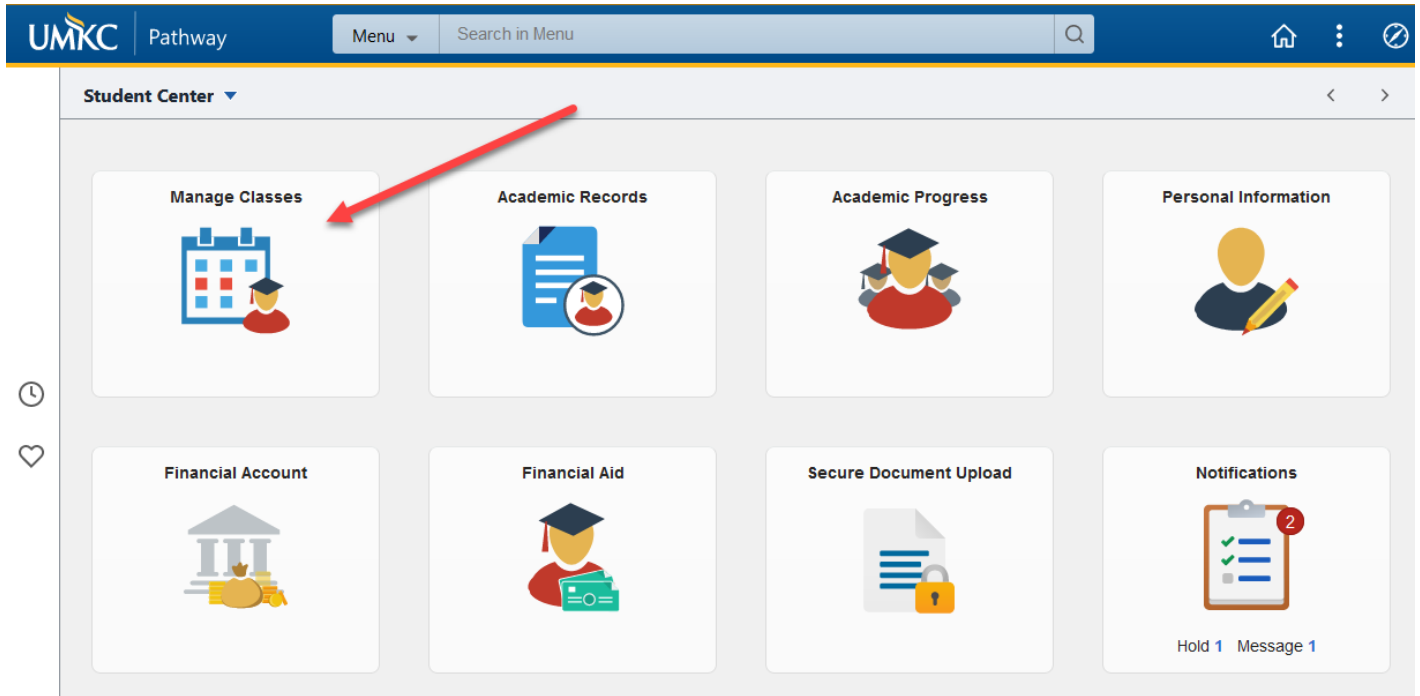 UMKC Pathway Menu Search in Menu
Student Center
Manage Classes
Academic Records
Academic Progress
Personal Information
Financial Account
Financial Aid
Secure Document Upload
Notifications
2
Hold 1 Message 1